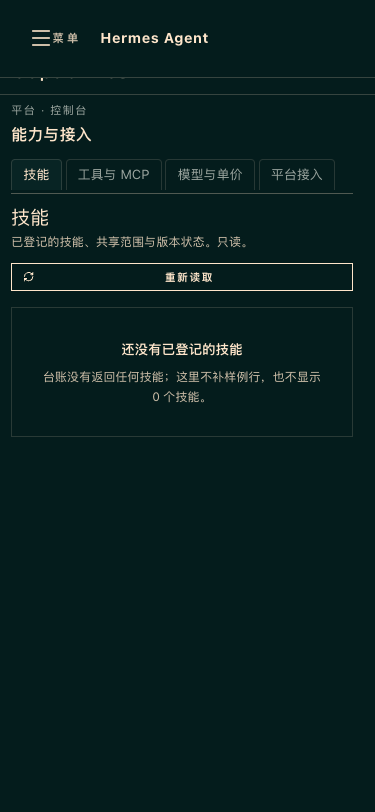 菜单
Hermes Agent
平台 · 控制台
能力与接入
技能
工具与 MCP
模型与单价
平台接入
技能
已登记的技能、共享范围与版本状态。只读。
重新读取
还没有已登记的技能
台账没有返回任何技能；这里不补样例行，也不显示
0 个技能。